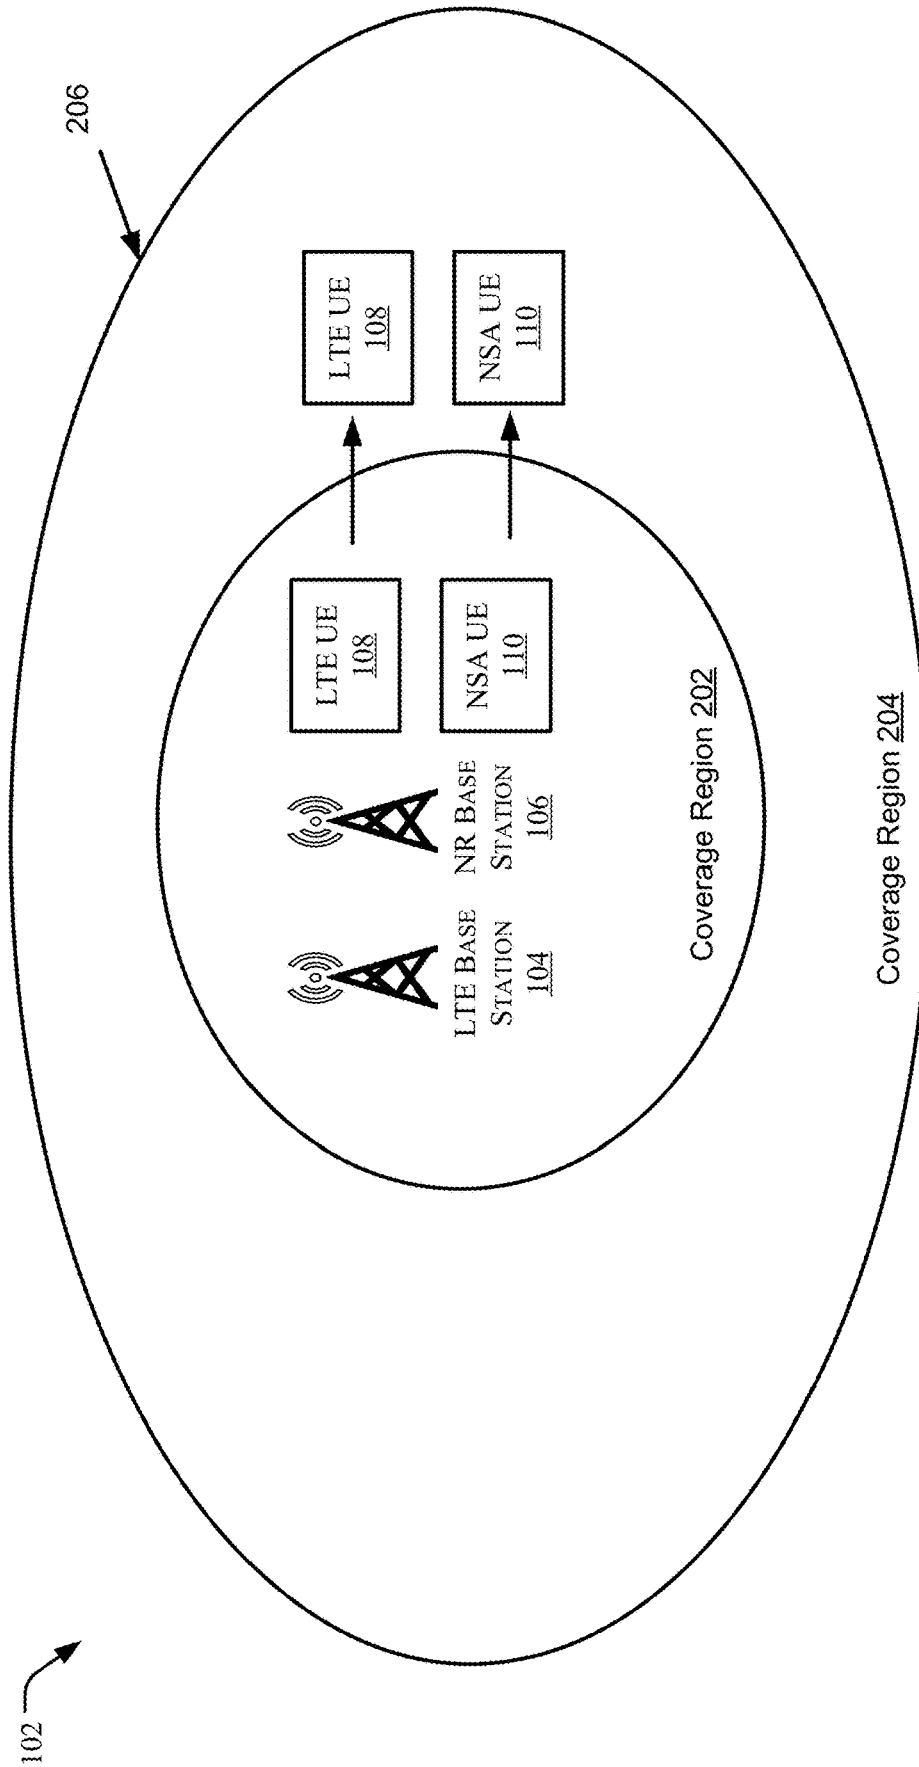 102
206
LTE BASE
STATION
104
NR BASE
STATION
106
LTE UE
108
NSA UE
110
LTE UE
108
NSA UE
110
Coverage Region 202
Coverage Region 204